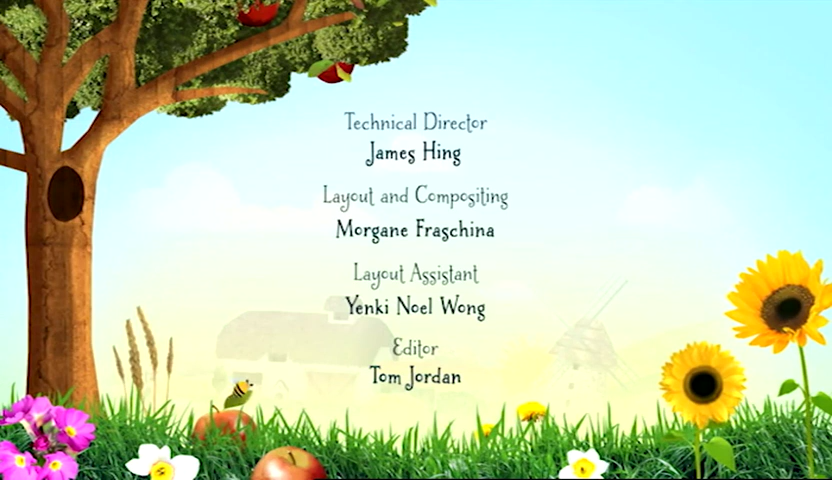 Technical Director
James Hing
Layout and Compositing
Morgane Fraschina
Layout Assistant
Yenki Noel Wong
Editor
Tom Jordan